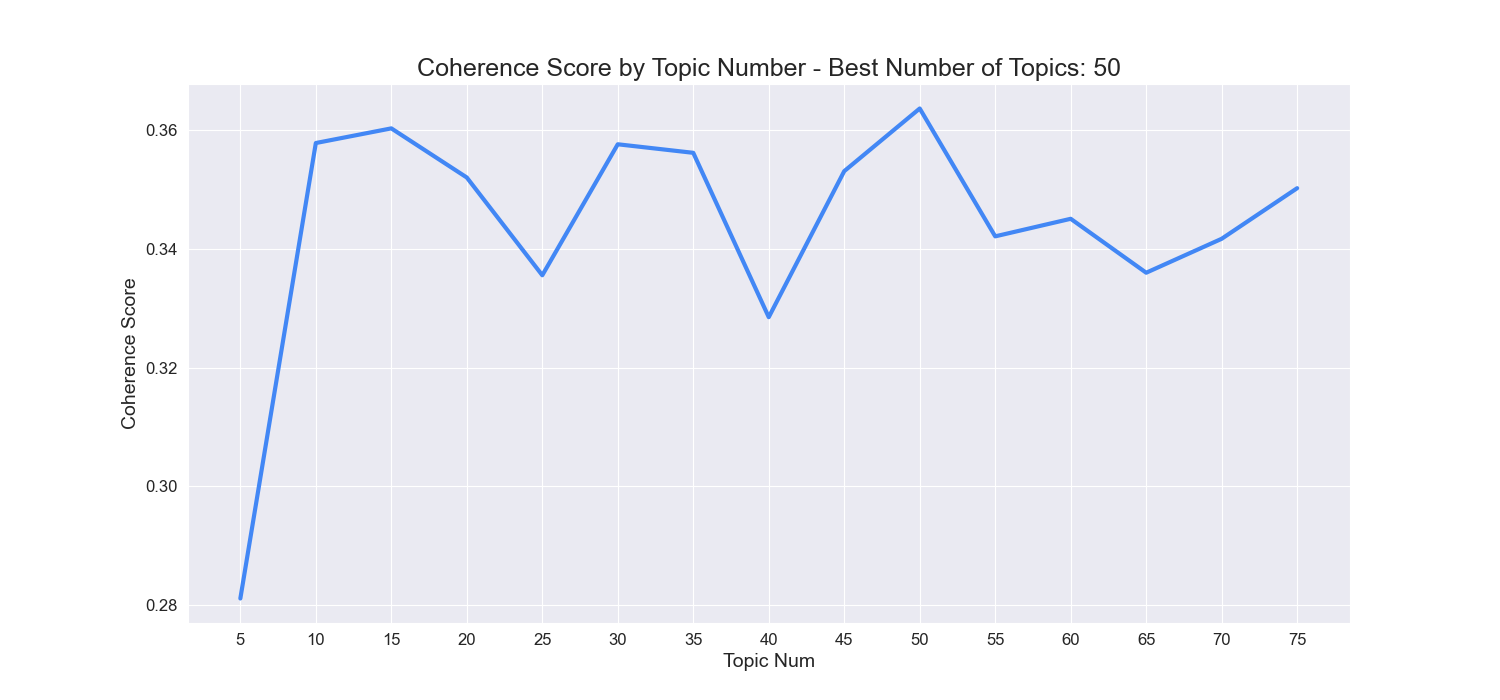 Coherence Score by Topic Number - Best Number of Topics: 50
Coherence Score
0.36
0.34
0.32
0.30
0.28
5 10 15 20 25 30 35 40 45 50 55 60 65 70 75
Topic Num